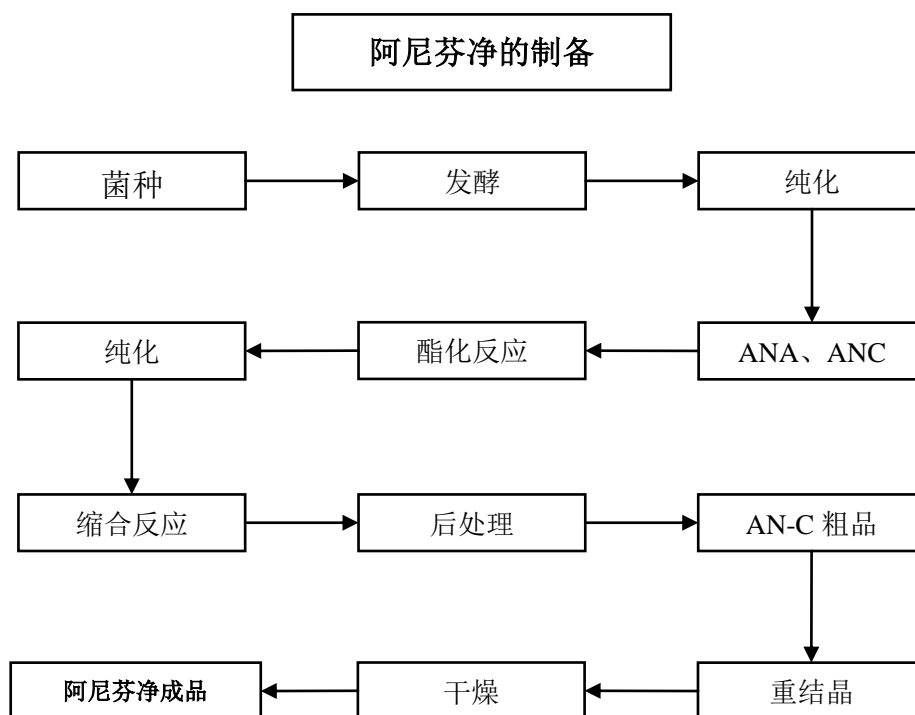 阿尼芬净的制备
菌种
发酵
纯化
ANA、ANC
酯化反应
纯化
缩合反应
后处理
AN-C 粗品
重结晶
干燥
阿尼芬净成品